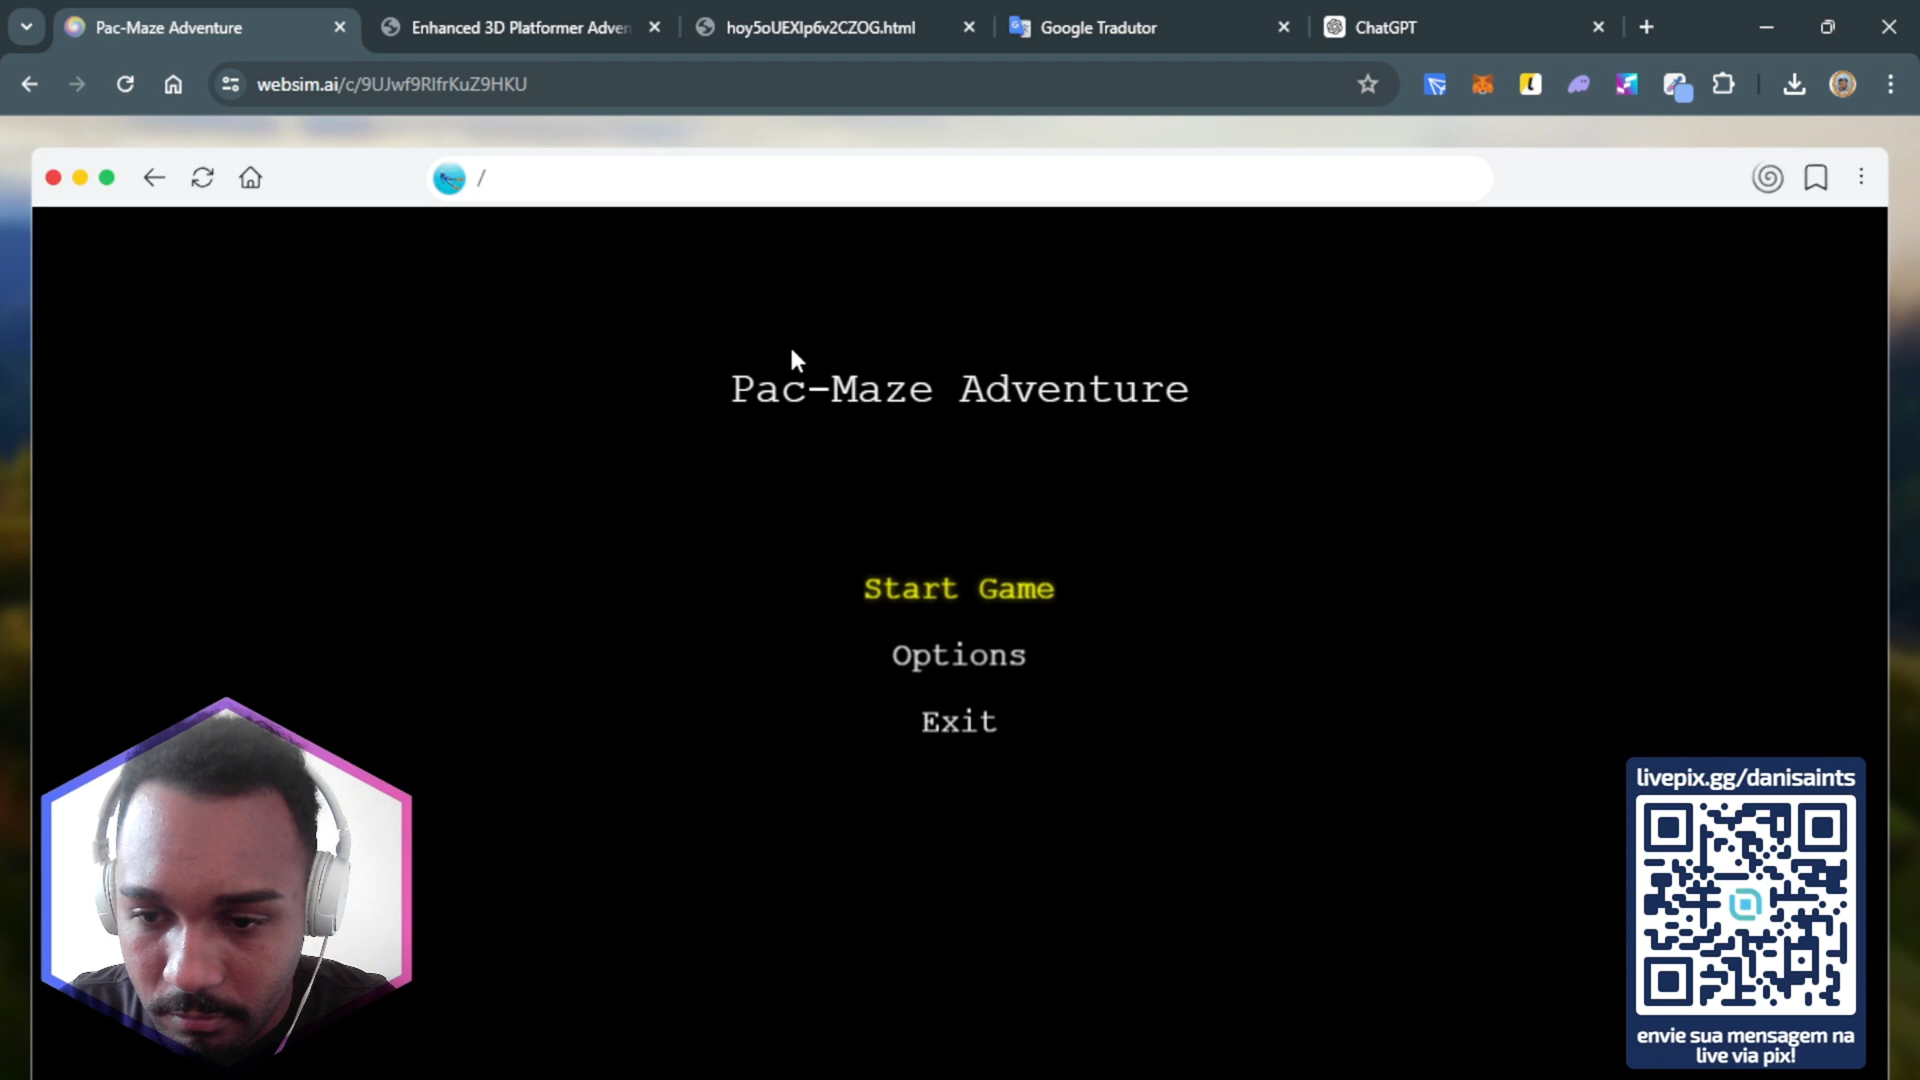 Pac-Maze Adventure
Enhanced 3D Platformer Adven
hoy5oUEXIp6v2CZOG.html
Google Tradutor
ChatGPT
websim.ai/c/9UJwf9RlfrKuZ9HKU
/
Pac-Maze Adventure
Start Game
Options
Exit
livepix.gg/danisaints
envie sua mensagem na
live via pix!